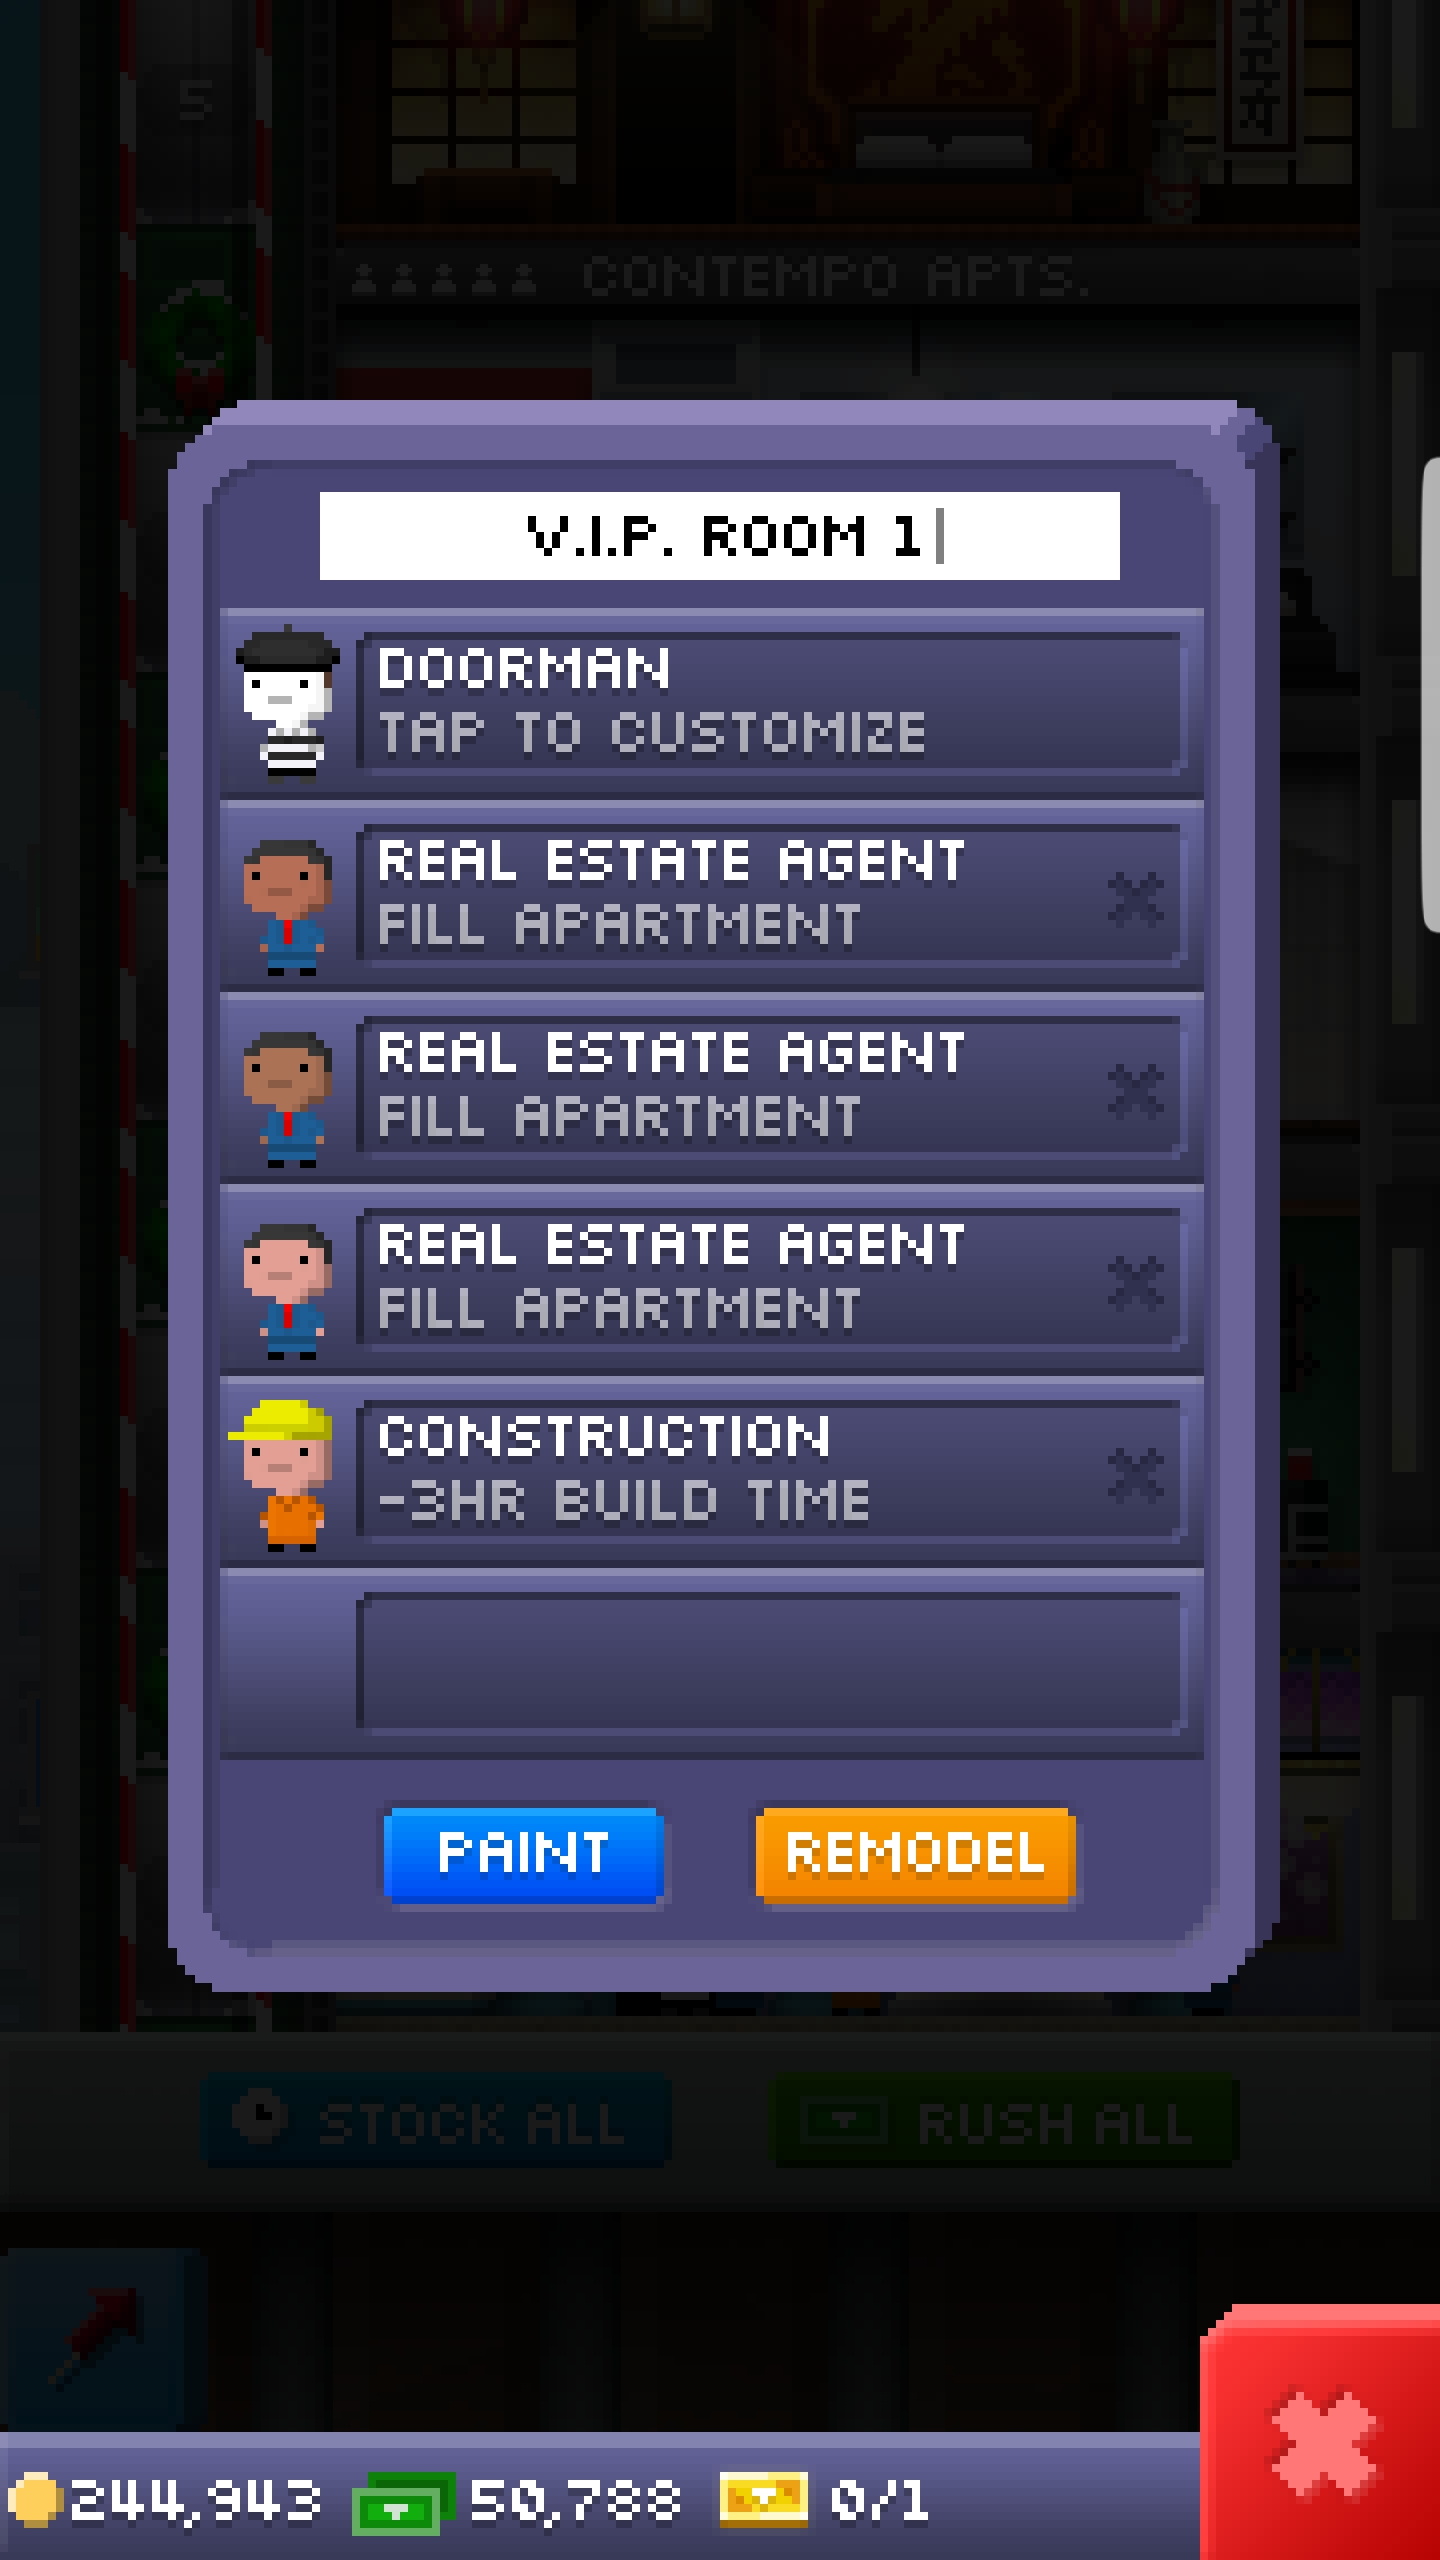 5
CONTEMPO APTS.
V.I.P. ROOM 1
DOORMAN
TAP TO CUSTOMIZE
REAL ESTATE AGENT
FILL APARTMENT
REAL ESTATE AGENT
FILL APARTMENT
REAL ESTATE AGENT
FILL APARTMENT
CONSTRUCTION
-3HR BUILD TIME
PAINT
REMODEL
STOCK ALL
RUSH ALL
244,943
50,788
0/1